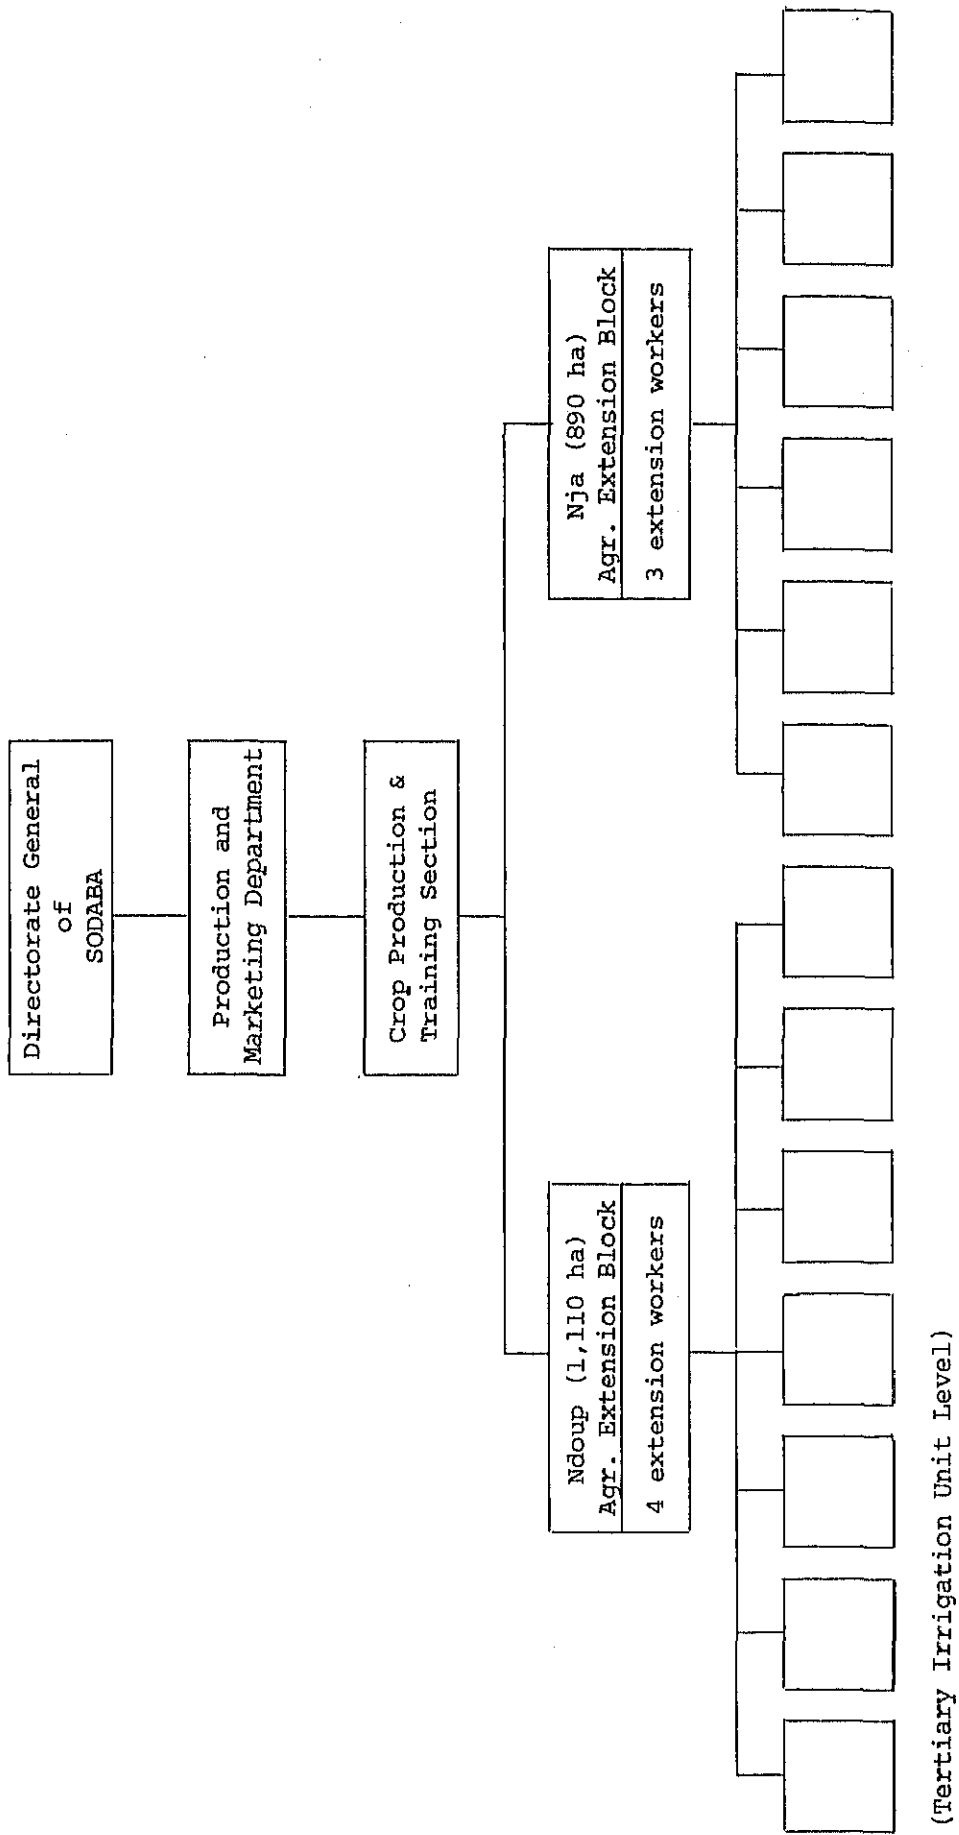 Directorate General
of
SODABA
Production and
Marketing Department
Crop Production &
Training Section
Ndoup (1,110 ha)
Agr. Extension Block
4 extension workers
Nja (890 ha)
Agr. Extension Block
3 extension workers
(Tertiary Irrigation Unit Level)